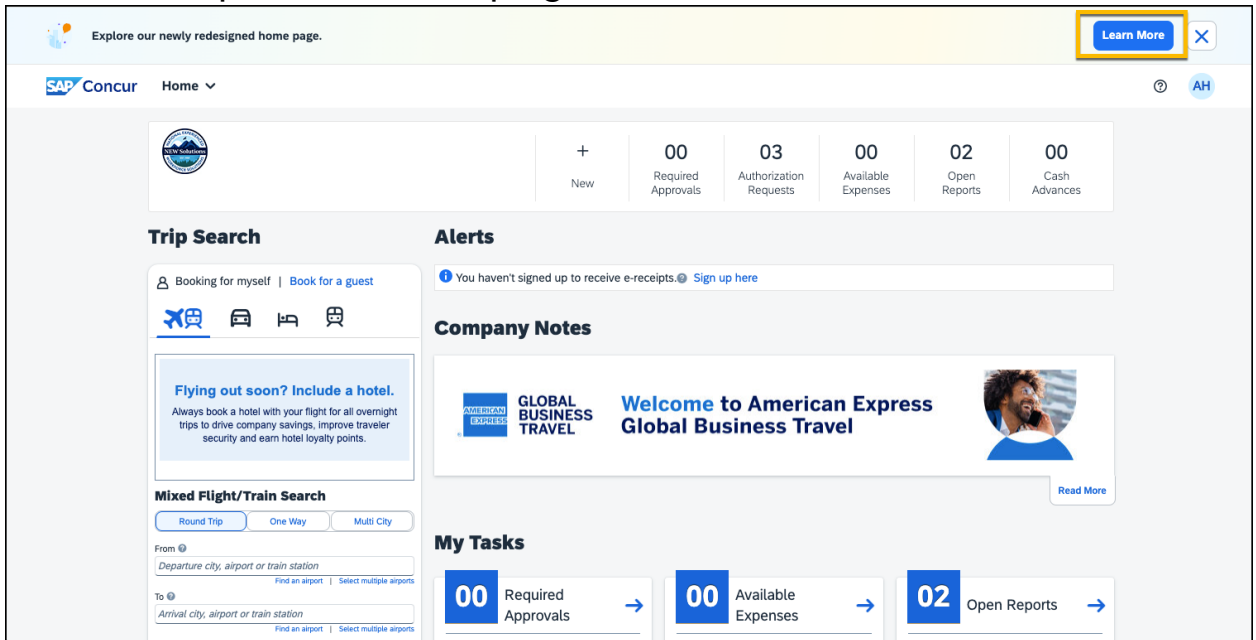 Explore our newly redesigned home page.
Learn More
SAP Concur
Home
AH
NEW Solutions
+
New
00
Required
Approvals
03
Authorization
Requests
00
Available
Expenses
02
Open
Reports
00
Cash
Advances
Trip Search
Booking for myself | Book for a guest
Flying out soon? Include a hotel.
Always book a hotel with your flight for all overnight
trips to drive company savings, improve traveler
security and earn hotel loyalty points.
Mixed Flight/Train Search
Round Trip
One Way
Multi City
From
Departure city, airport or train station
Find an airport | Select multiple airports
To
Arrival city, airport or train station
Find an airport | Select multiple airports
Alerts
You haven't signed up to receive e-receipts. Sign up here
Company Notes
AMERICAN
EXPRESS
GLOBAL
BUSINESS
TRAVEL
Welcome to American Express
Global Business Travel
Read More
My Tasks
00
Required
Approvals
00
Available
Expenses
02
Open Reports